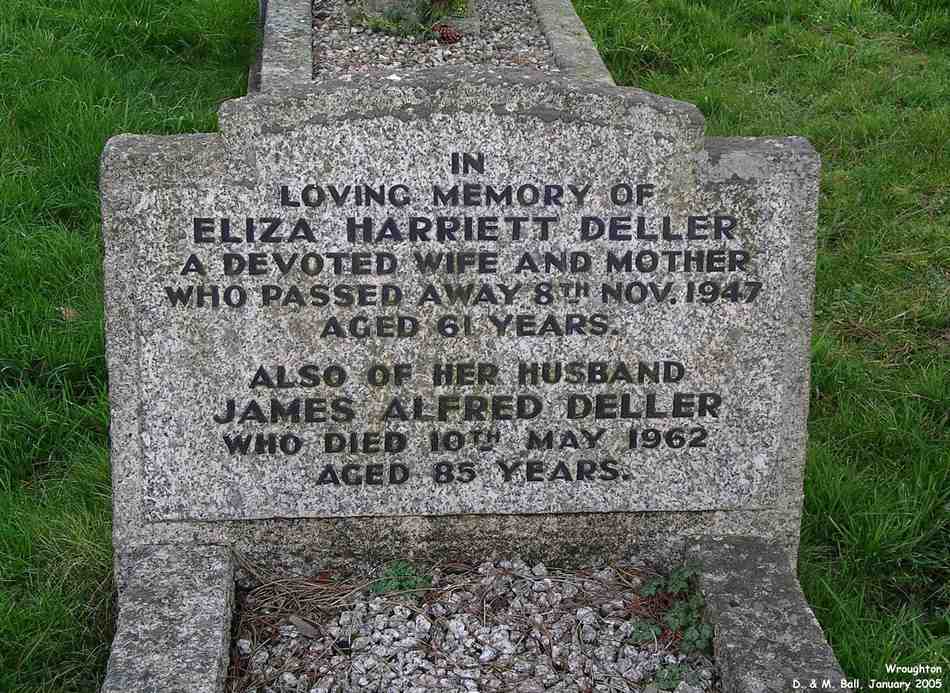 IN
LOVING MEMORY OF
ELIZA HARRIETT DELLER
A DEVOTED WIFE AND MOTHER
WHO PASSED AWAY 8TH NOV. 1947
AGED 61 YEARS.
ALSO OF HER HUSBAND
JAMES ALFRED DELLER
WHO DIED 10TH MAY 1962
AGED 85 YEARS.
Wroughton
D. & M. Ball, January 2005